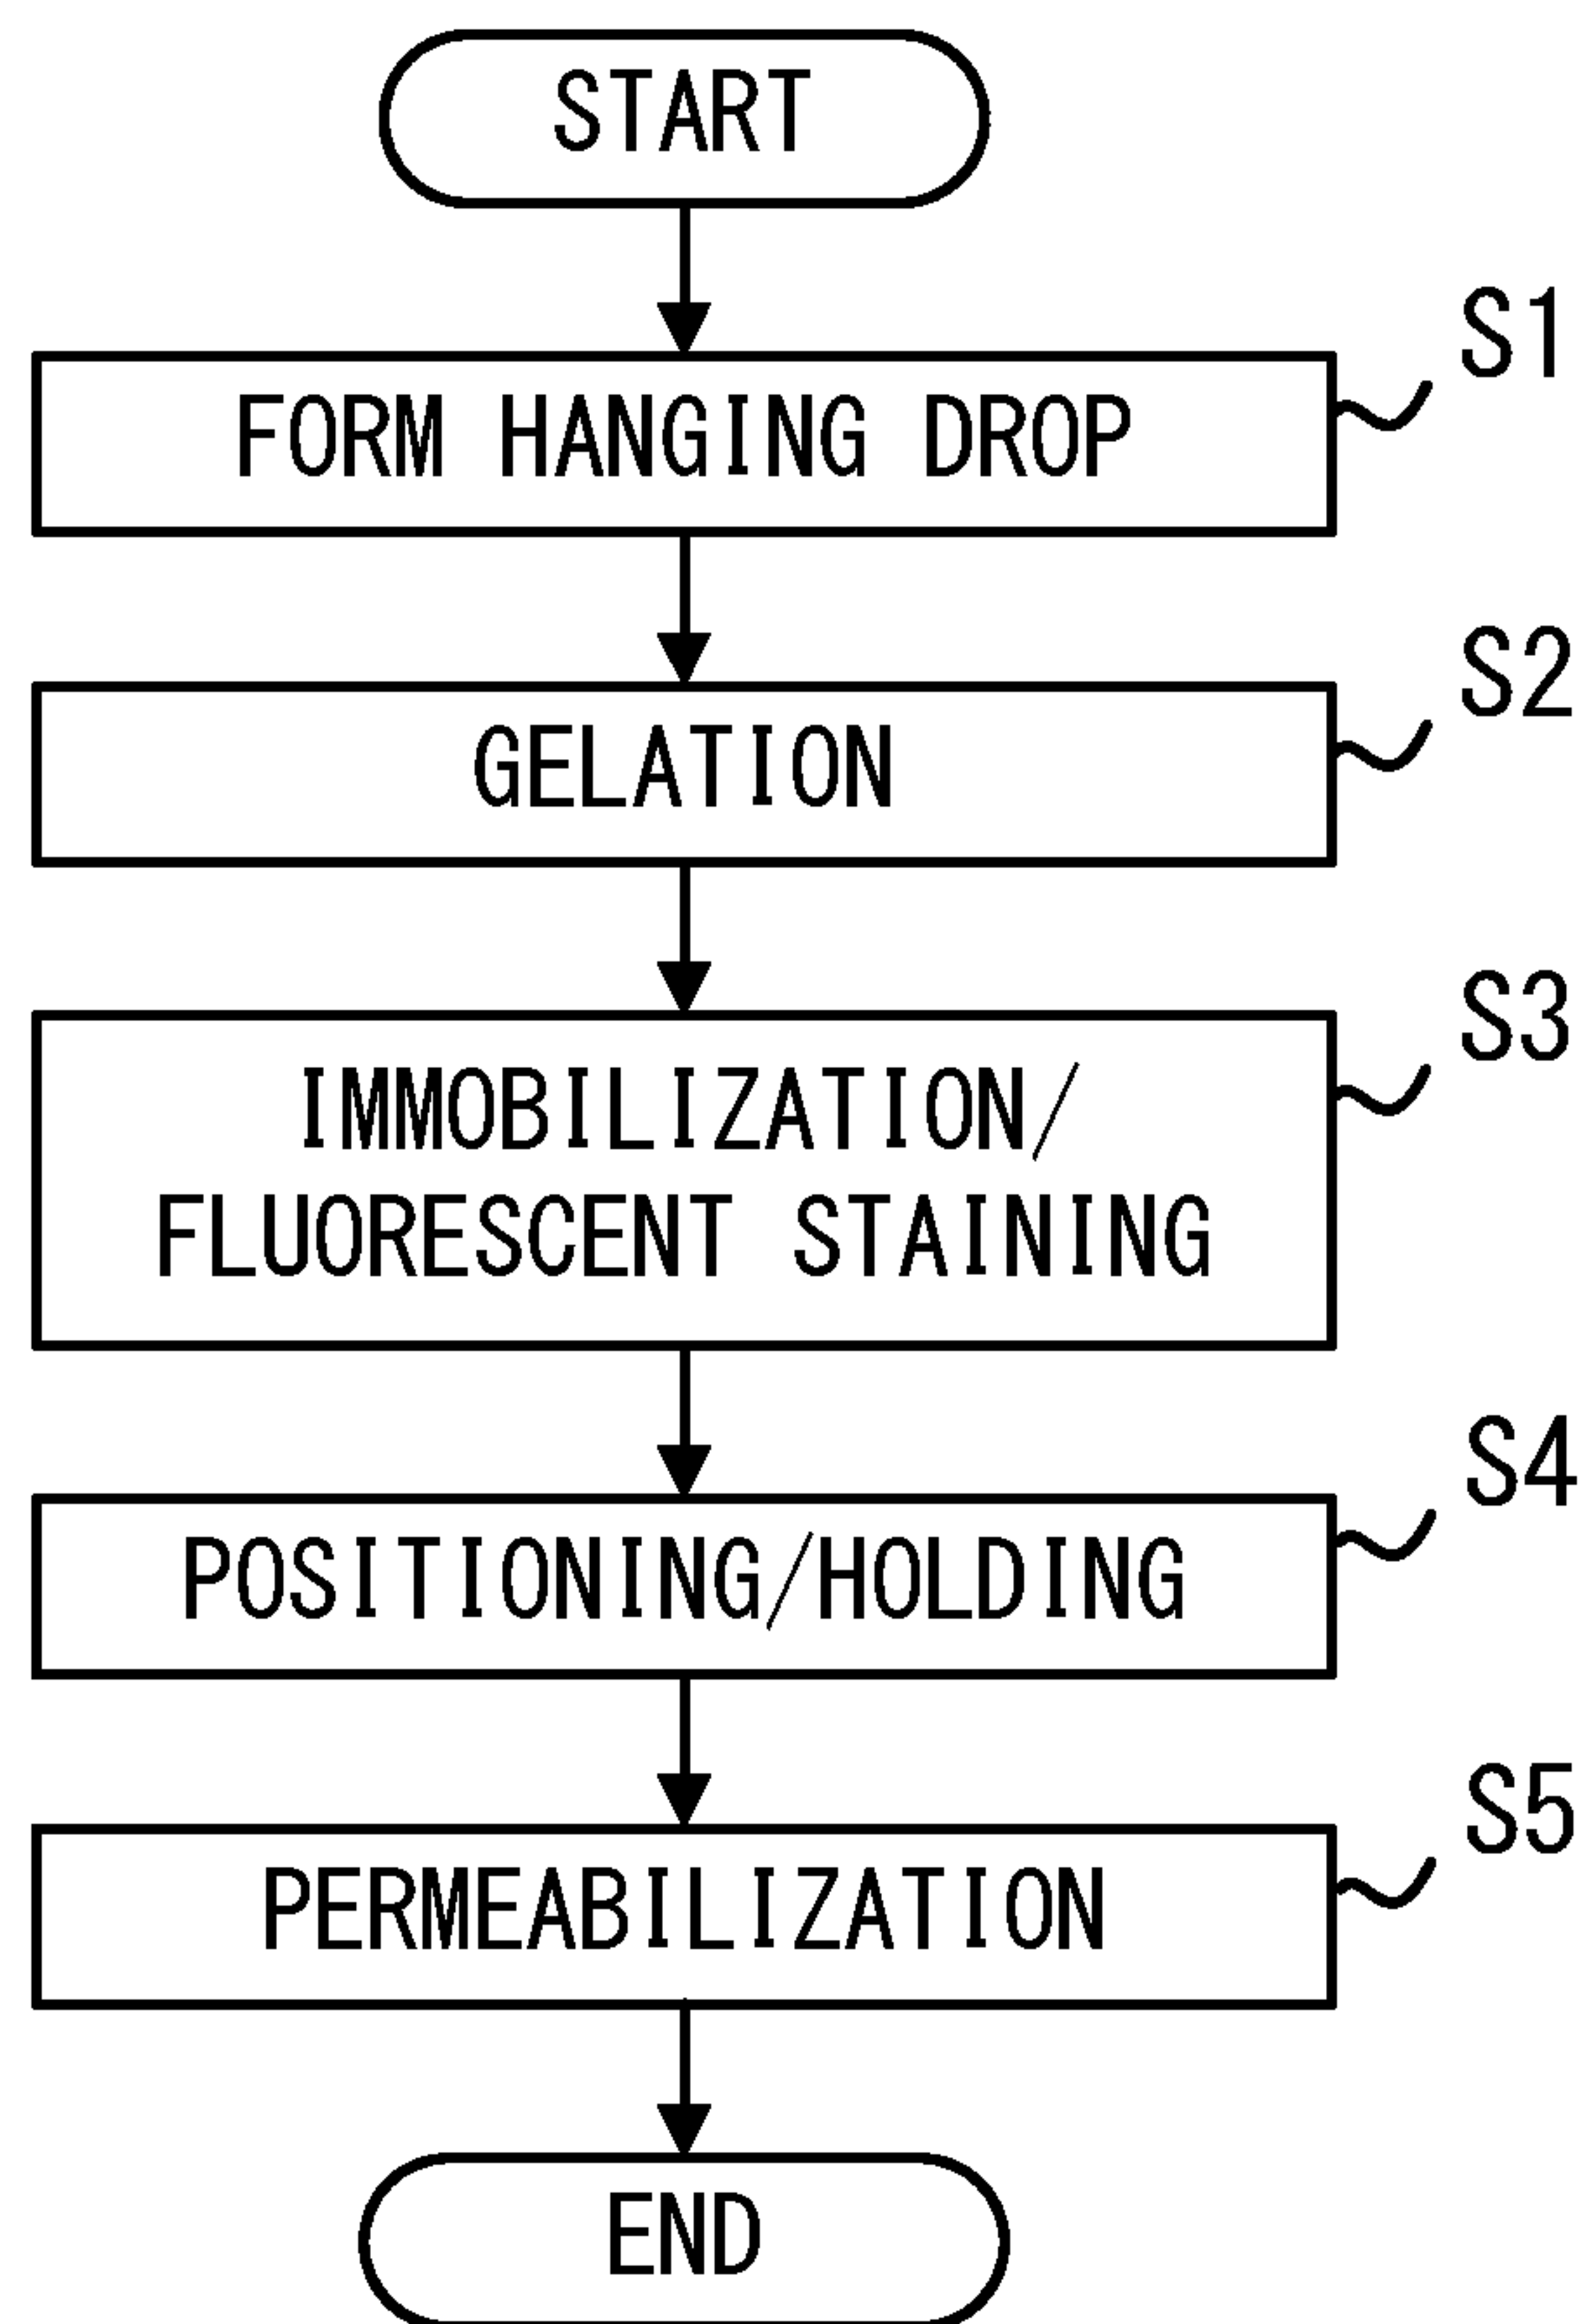 START
S1
FORM HANGING DROP
S2
GELATION
S3
IMMOBILIZATION/
FLUORESCENT STAINING
S4
POSITIONING/HOLDING
S5
PERMEABILIZATION
END